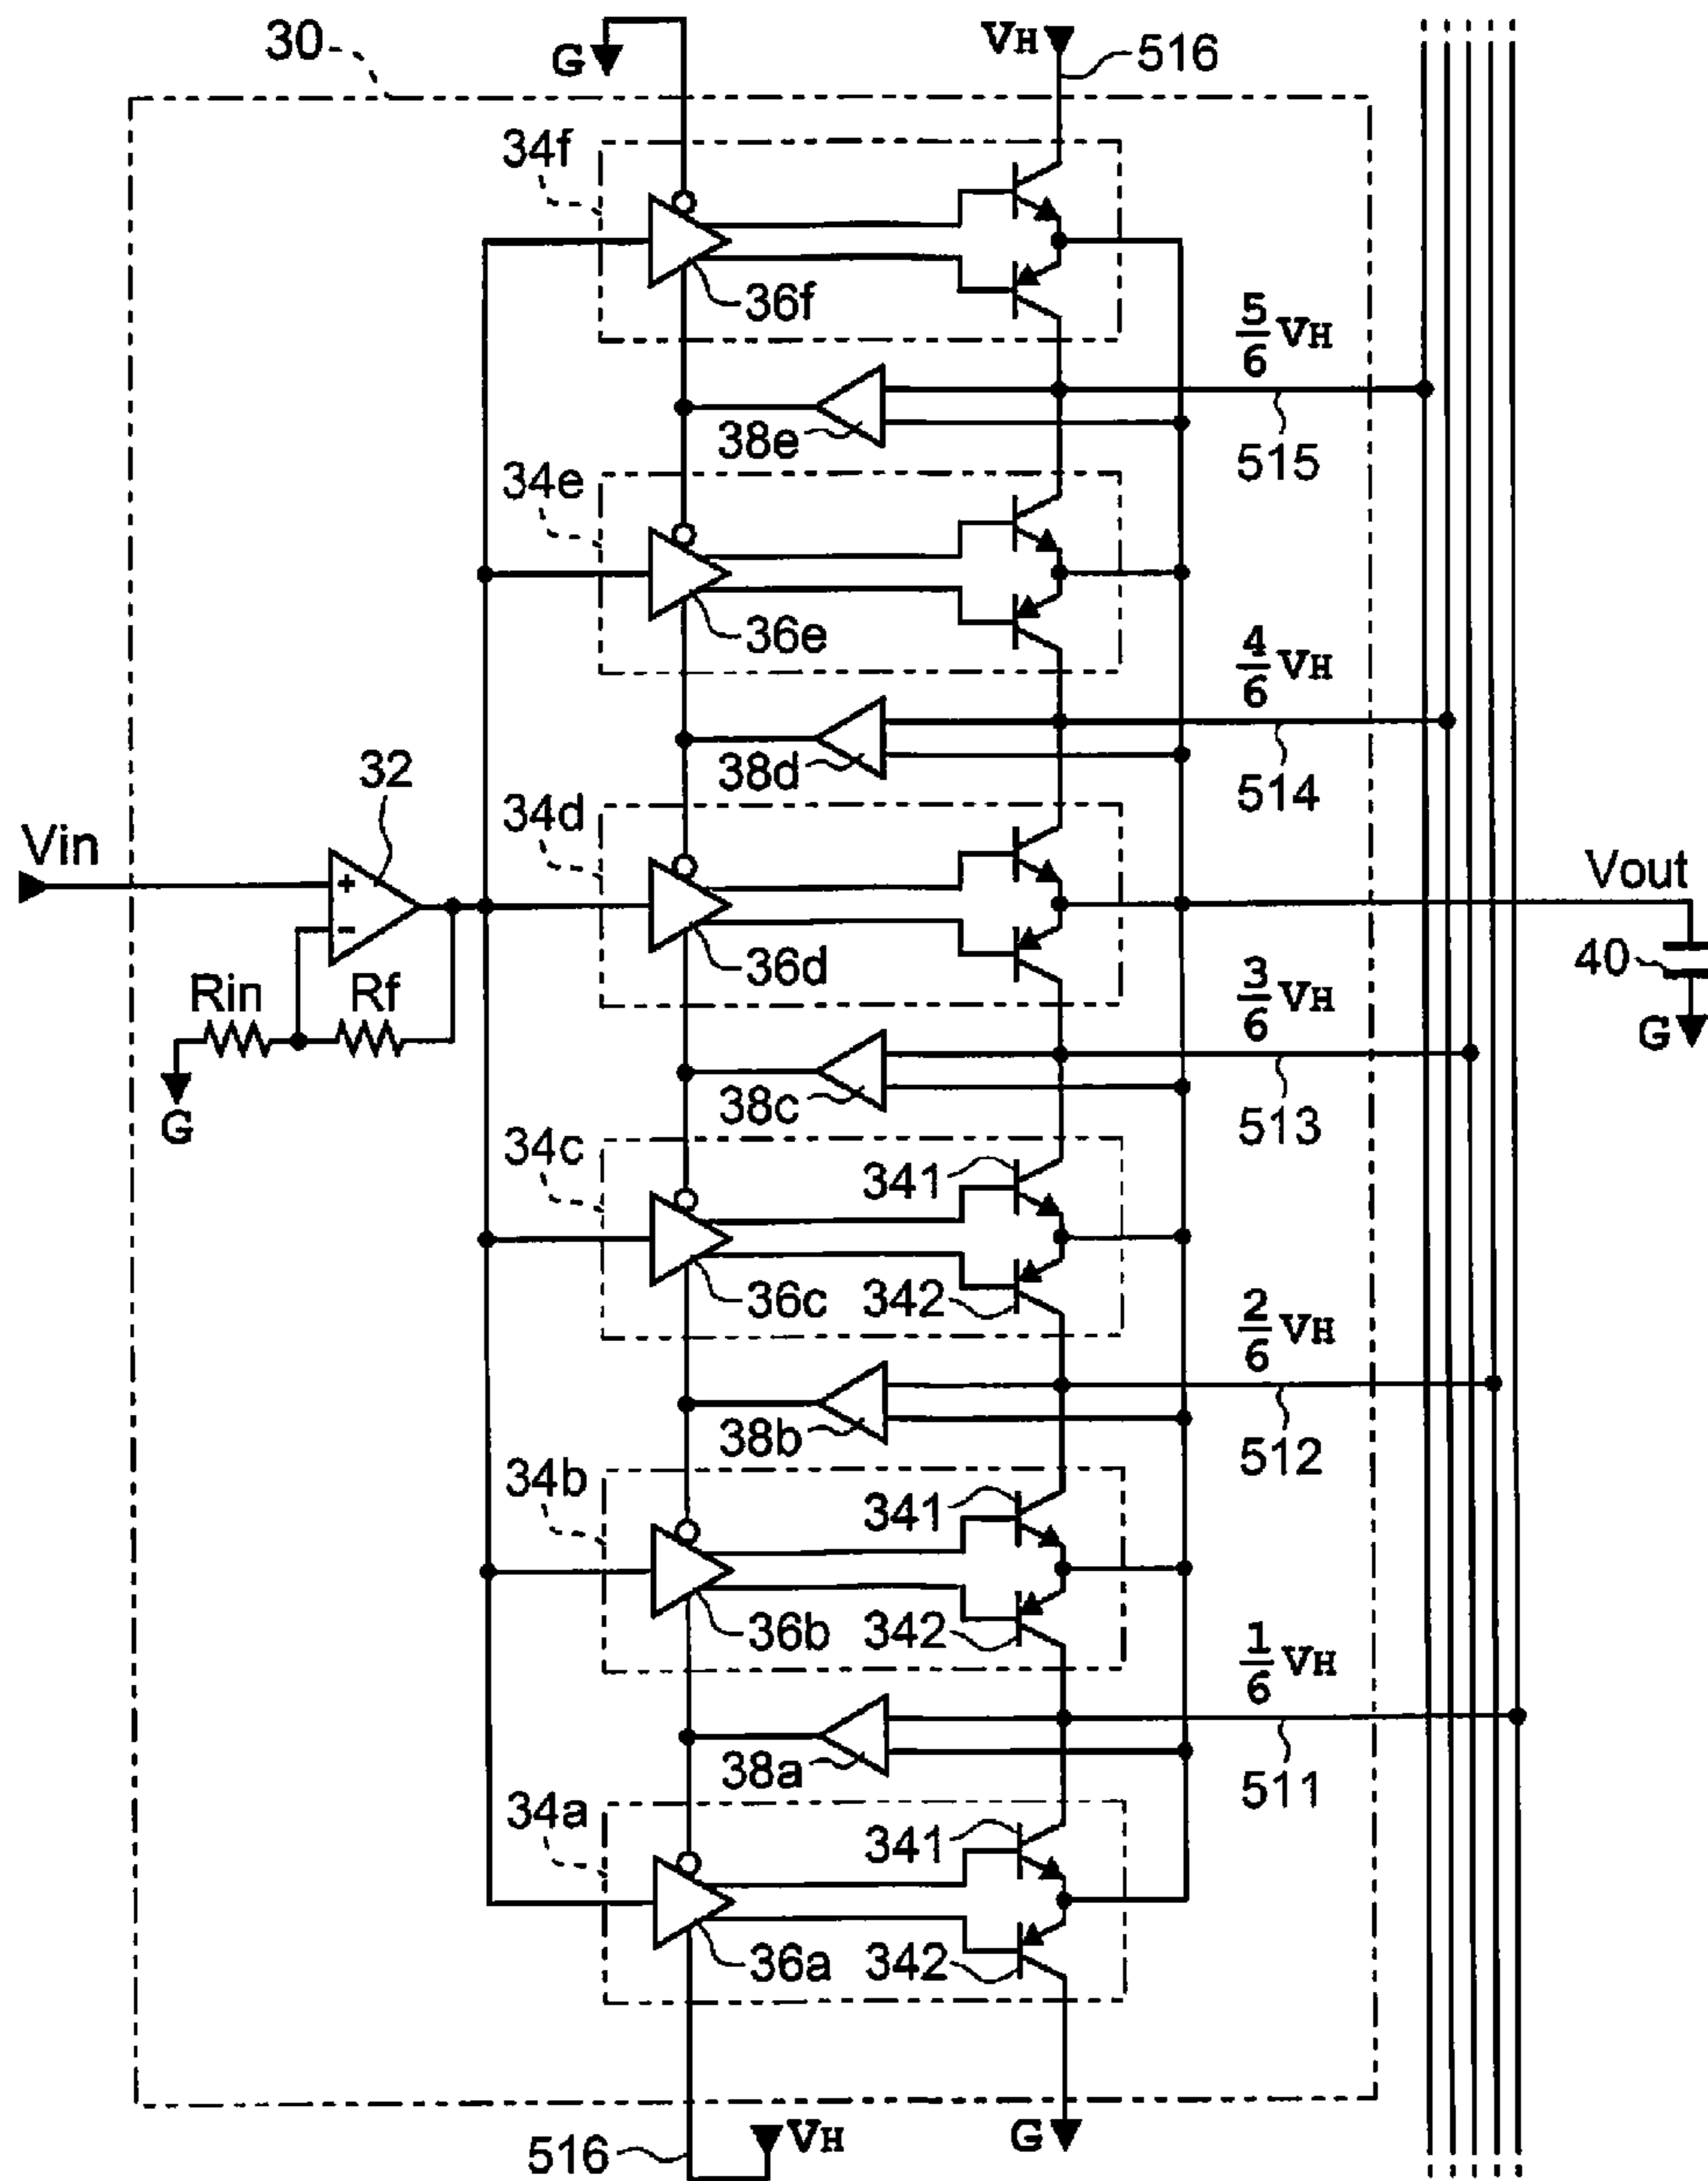 30
G
VH
516
34f
36f
5/6 VH
38e
515
34e
36e
4/6 VH
38d
514
32
34d
Vin
+
-
Vout
36d
Rin
Rf
3/6 VH
40
G
G
38c
513
34c
341
36c
342
2/6 VH
38b
512
34b
341
36b
342
1/6 VH
38a
511
34a
341
36a
342
516
VH
G